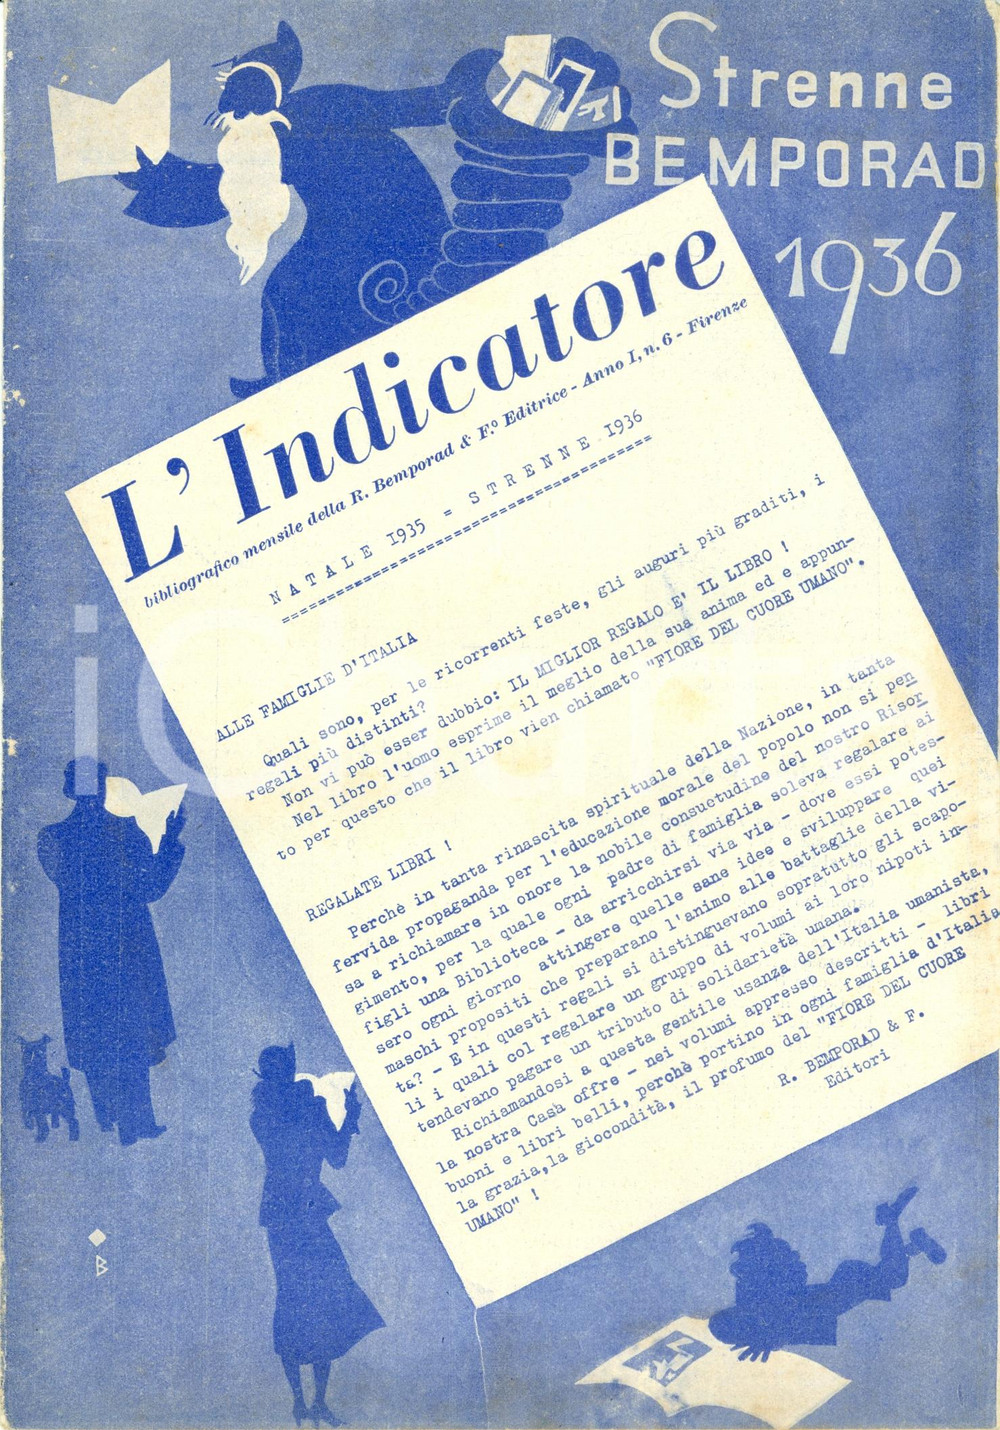 Strenne
BEMPORAD
1936
L'Indicatore
bibliografico mensile della R. Bemporad & F.º Editrice - Anno I, n. 6 - Firenze
NATALE I935 = STRENNE I936
ALLE FAMIGLIE D'ITALIA
Quali sono, per le ricorrenti feste, gli auguri più graditi, i
regali più distinti?
Non vi può esser dubbio: IL MIGLIOR REGALO E' IL LIBRO !
Nel libro l'uomo esprime il meglio della sua anima ed e appun-
to per questo che il libro vien chiamato "FIORE DEL CUORE UMANO".
REGALATE LIBRI !
Perchè in tanta rinascita spirituale della Nazione, in tanta
fervida propaganda per l'educazione morale del popolo non si pen
sa a richiamare in onore la nobile consuetudine del nostro Risor
gimento, per la quale ogni padre di famiglia soleva regalare ai
figli una Biblioteca - da arricchirsi via via - dove essi potes-
sero ogni giorno attingere quelle sane idee e sviluppare quei
maschi propositi che preparano l'animo alle battaglie della vi-
ta? - E in questi regali si distinguevano sopratutto gli scapo-
li i quali col regalare un gruppo di volumi ai loro nipoti in-
tendevano pagare un tributo di solidarietà umana.
Richiamandosi a questa gentile usanza dell'Italia umanista,
la nostra Casa offre - nei volumi appresso descritti - libri
buoni e libri belli, perchè portino in ogni famiglia d'Italia
la grazia,la giocondità, il profumo del "FIORE DEL CUORE
UMANO" !
R. BEMPORAD & F.
Editori
B